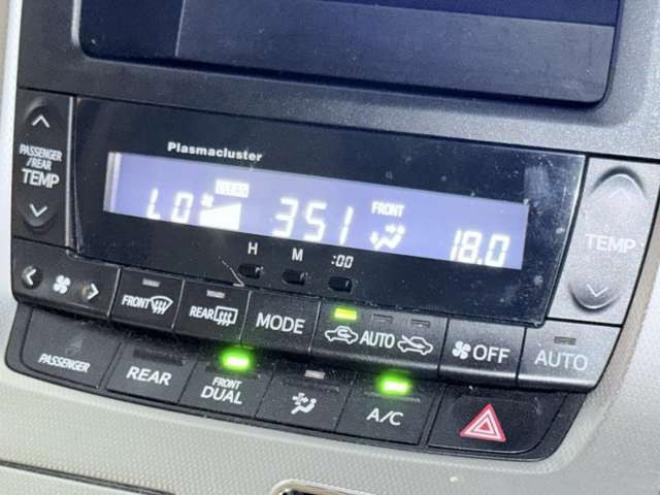 Plasmacluster
PASSENGER
/REAR
TEMP
LO
351
FRONT
18.0
TEMP
H
M
:00
FRONT
REAR
MODE
AUTO
OFF
AUTO
PASSENGER
REAR
FRONT
DUAL
A/C